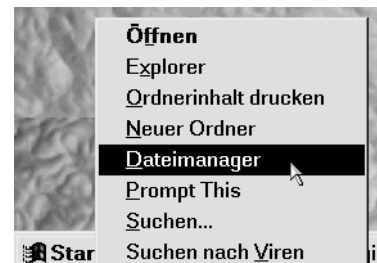 Öffnen
Explorer
Ordnerinhalt drucken
Neuer Ordner
Dateimanager
Prompt This
Suchen...
Star
Suchen nach Viren